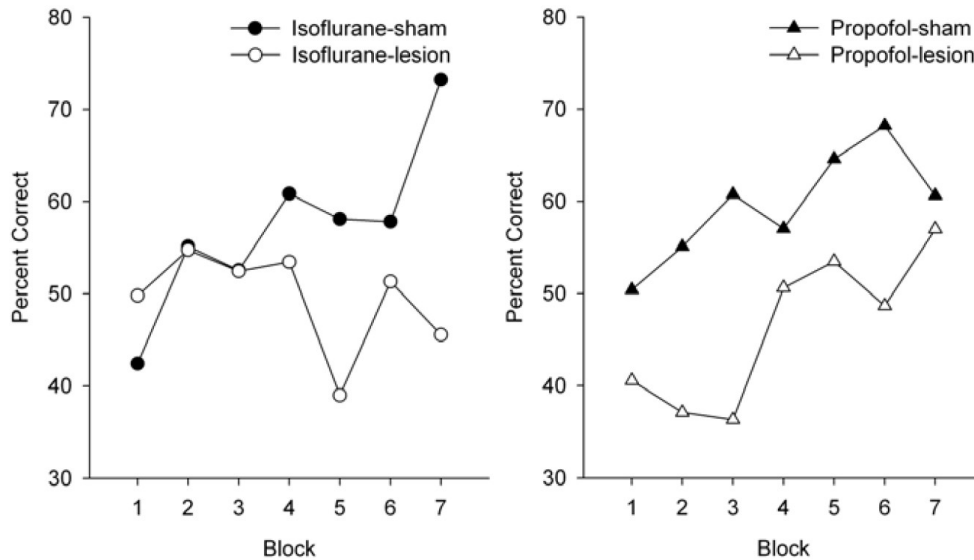 80
70
60
50
40
30
Percent Correct
Isoflurane-sham
Isoflurane-lesion
1 2 3 4 5 6 7
Block
80
70
60
50
40
30
Percent Correct
Propofol-sham
Propofol-lesion
1 2 3 4 5 6 7
Block